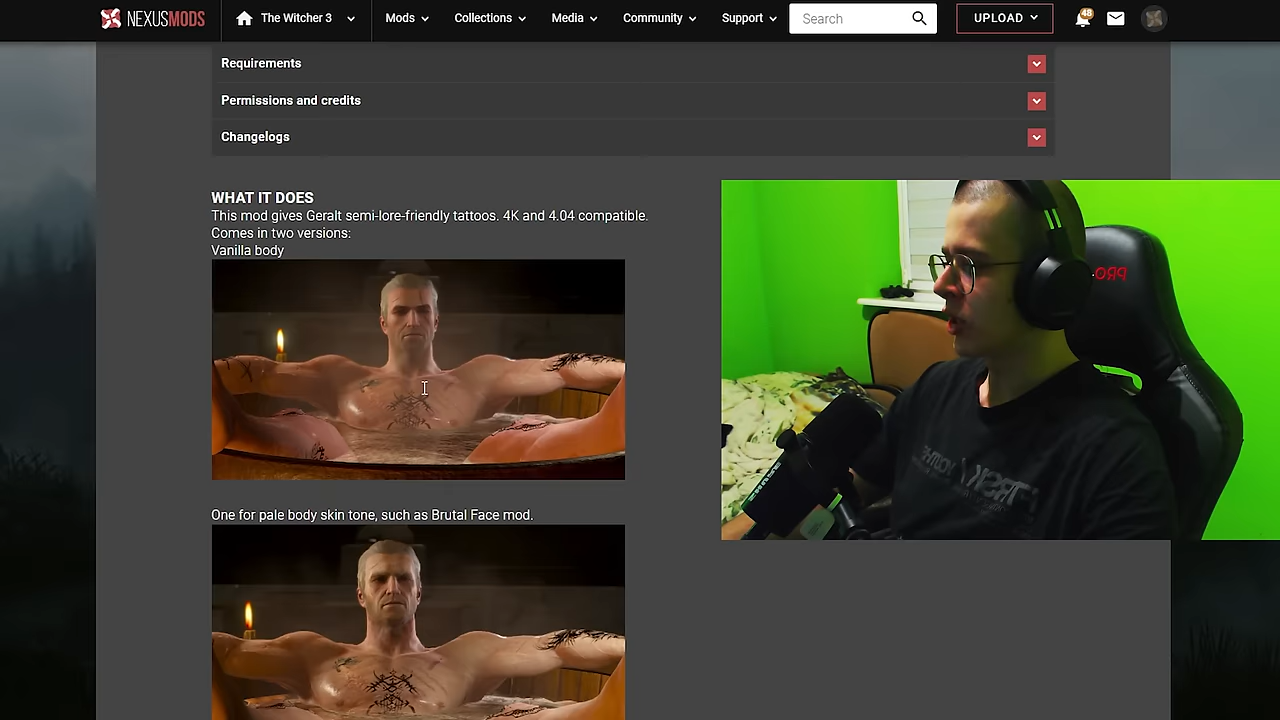 NEXUSMODS
The Witcher 3
Mods
Collections
Media
Community
Support
Search
UPLOAD
48
Requirements
Permissions and credits
Changelogs
WHAT IT DOES
This mod gives Geralt semi-lore-friendly tattoos. 4K and 4.04 compatible.
Comes in two versions:
Vanilla body
One for pale body skin tone, such as Brutal Face mod.
PRO